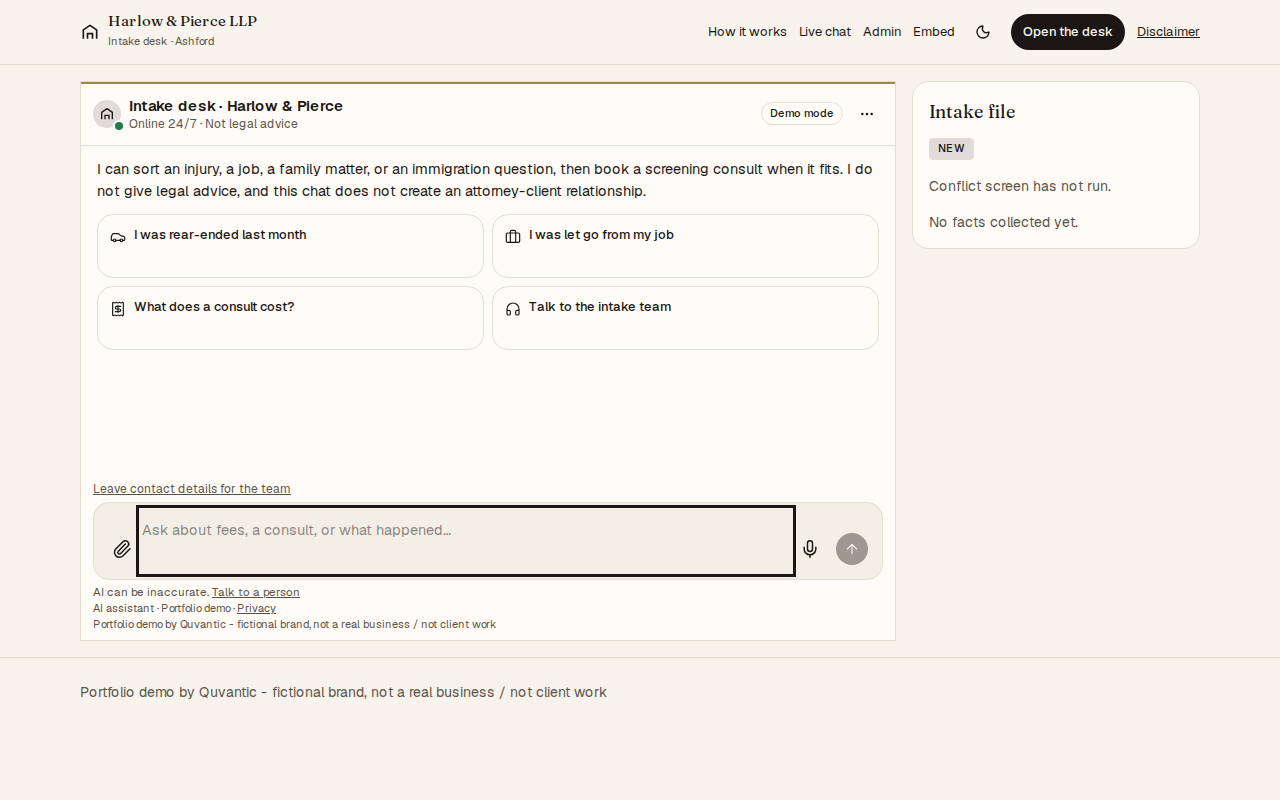 Harlow & Pierce LLP
Intake desk · Ashford
How it works
Live chat
Admin
Embed
Open the desk
Disclaimer
Intake desk · Harlow & Pierce
Online 24/7 · Not legal advice
Demo mode
I can sort an injury, a job, a family matter, or an immigration question, then book a screening consult when it fits. I do
not give legal advice, and this chat does not create an attorney-client relationship.
I was rear-ended last month
I was let go from my job
What does a consult cost?
Talk to the intake team
Leave contact details for the team
Ask about fees, a consult, or what happened…
AI can be inaccurate. Talk to a person
AI assistant · Portfolio demo · Privacy
Portfolio demo by Quvantic - fictional brand, not a real business / not client work
Intake file
NEW
Conflict screen has not run.
No facts collected yet.
Portfolio demo by Quvantic - fictional brand, not a real business / not client work